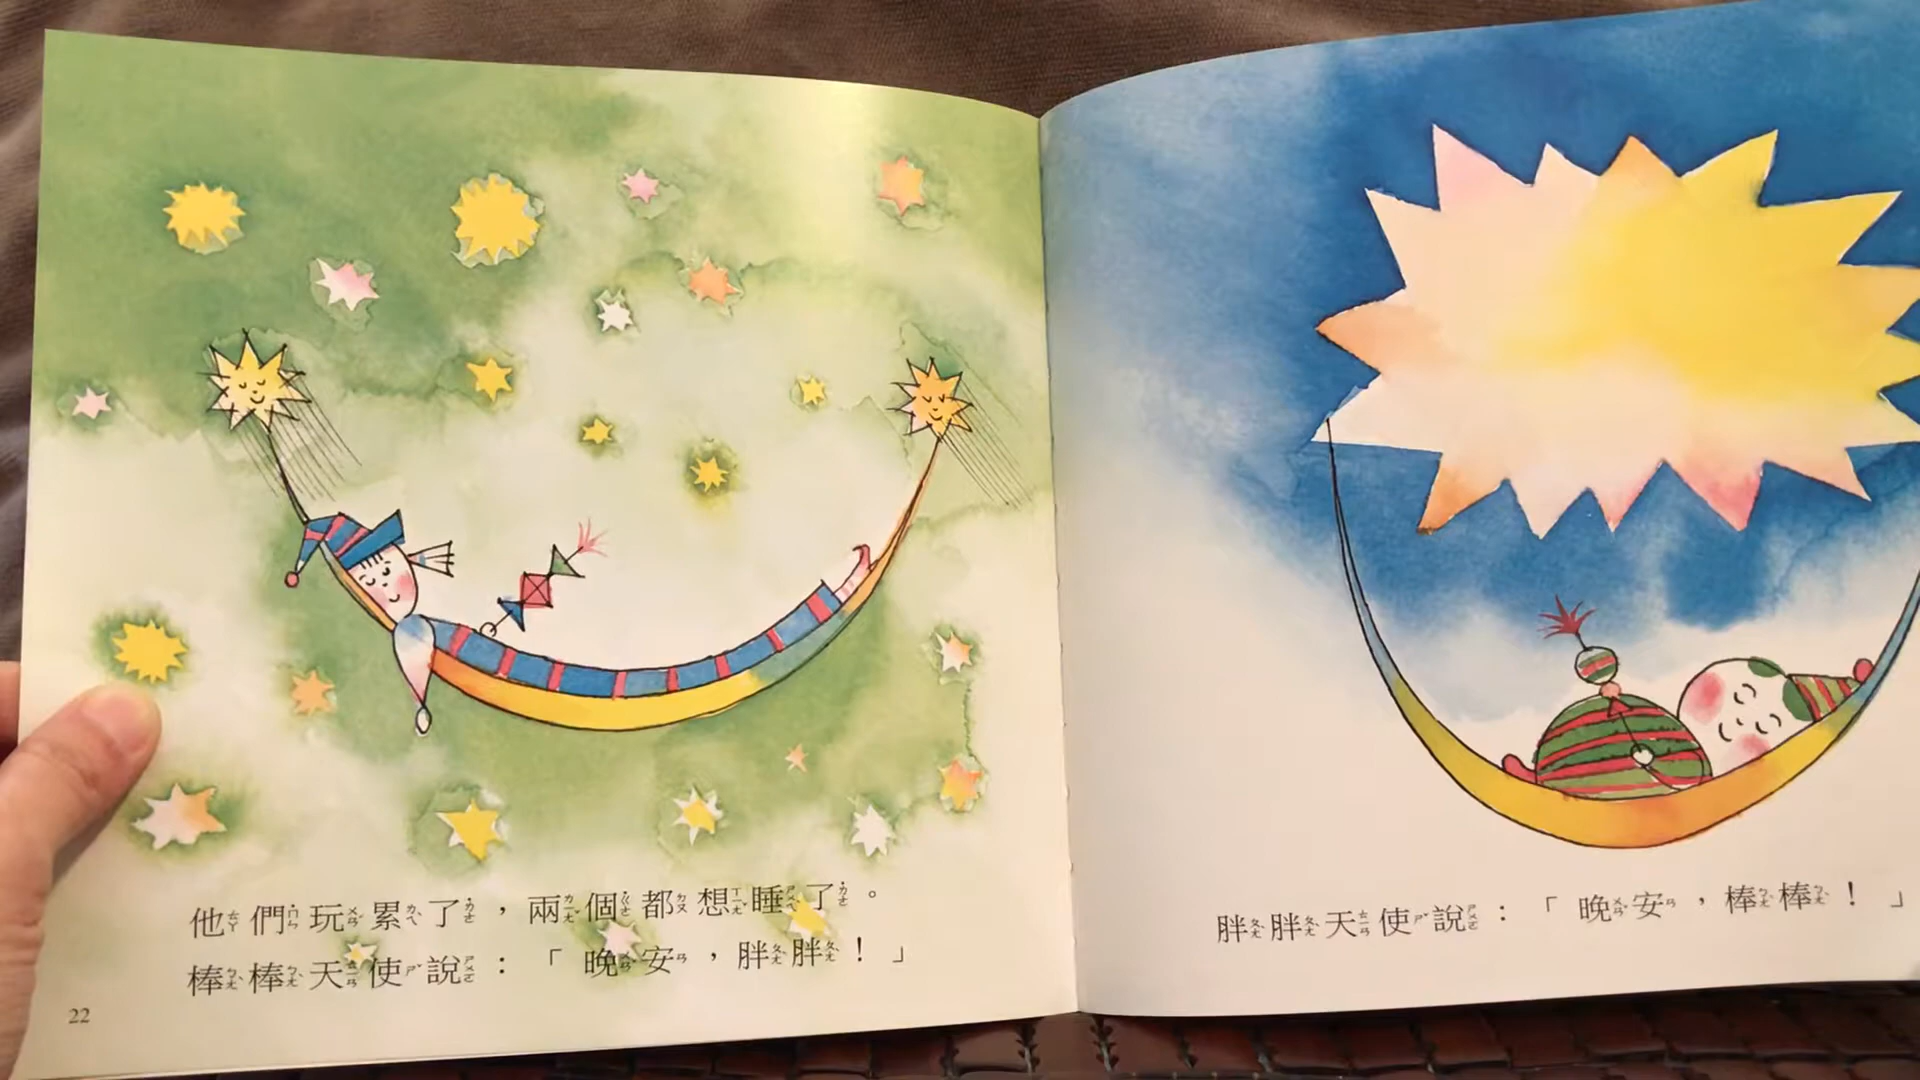 他們玩累了，兩個都想睡了。
棒棒天使說：「晚安，胖胖！」
22
胖胖天使說：「晚安，棒棒！」